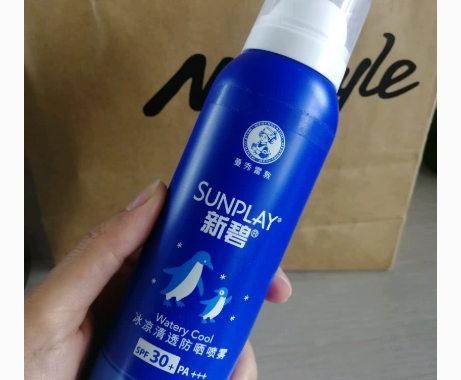 曼秀雷敦
SUNPLAY®
新碧®
Watery Cool
冰凉清透防晒喷雾
SPF 30+ PA +++